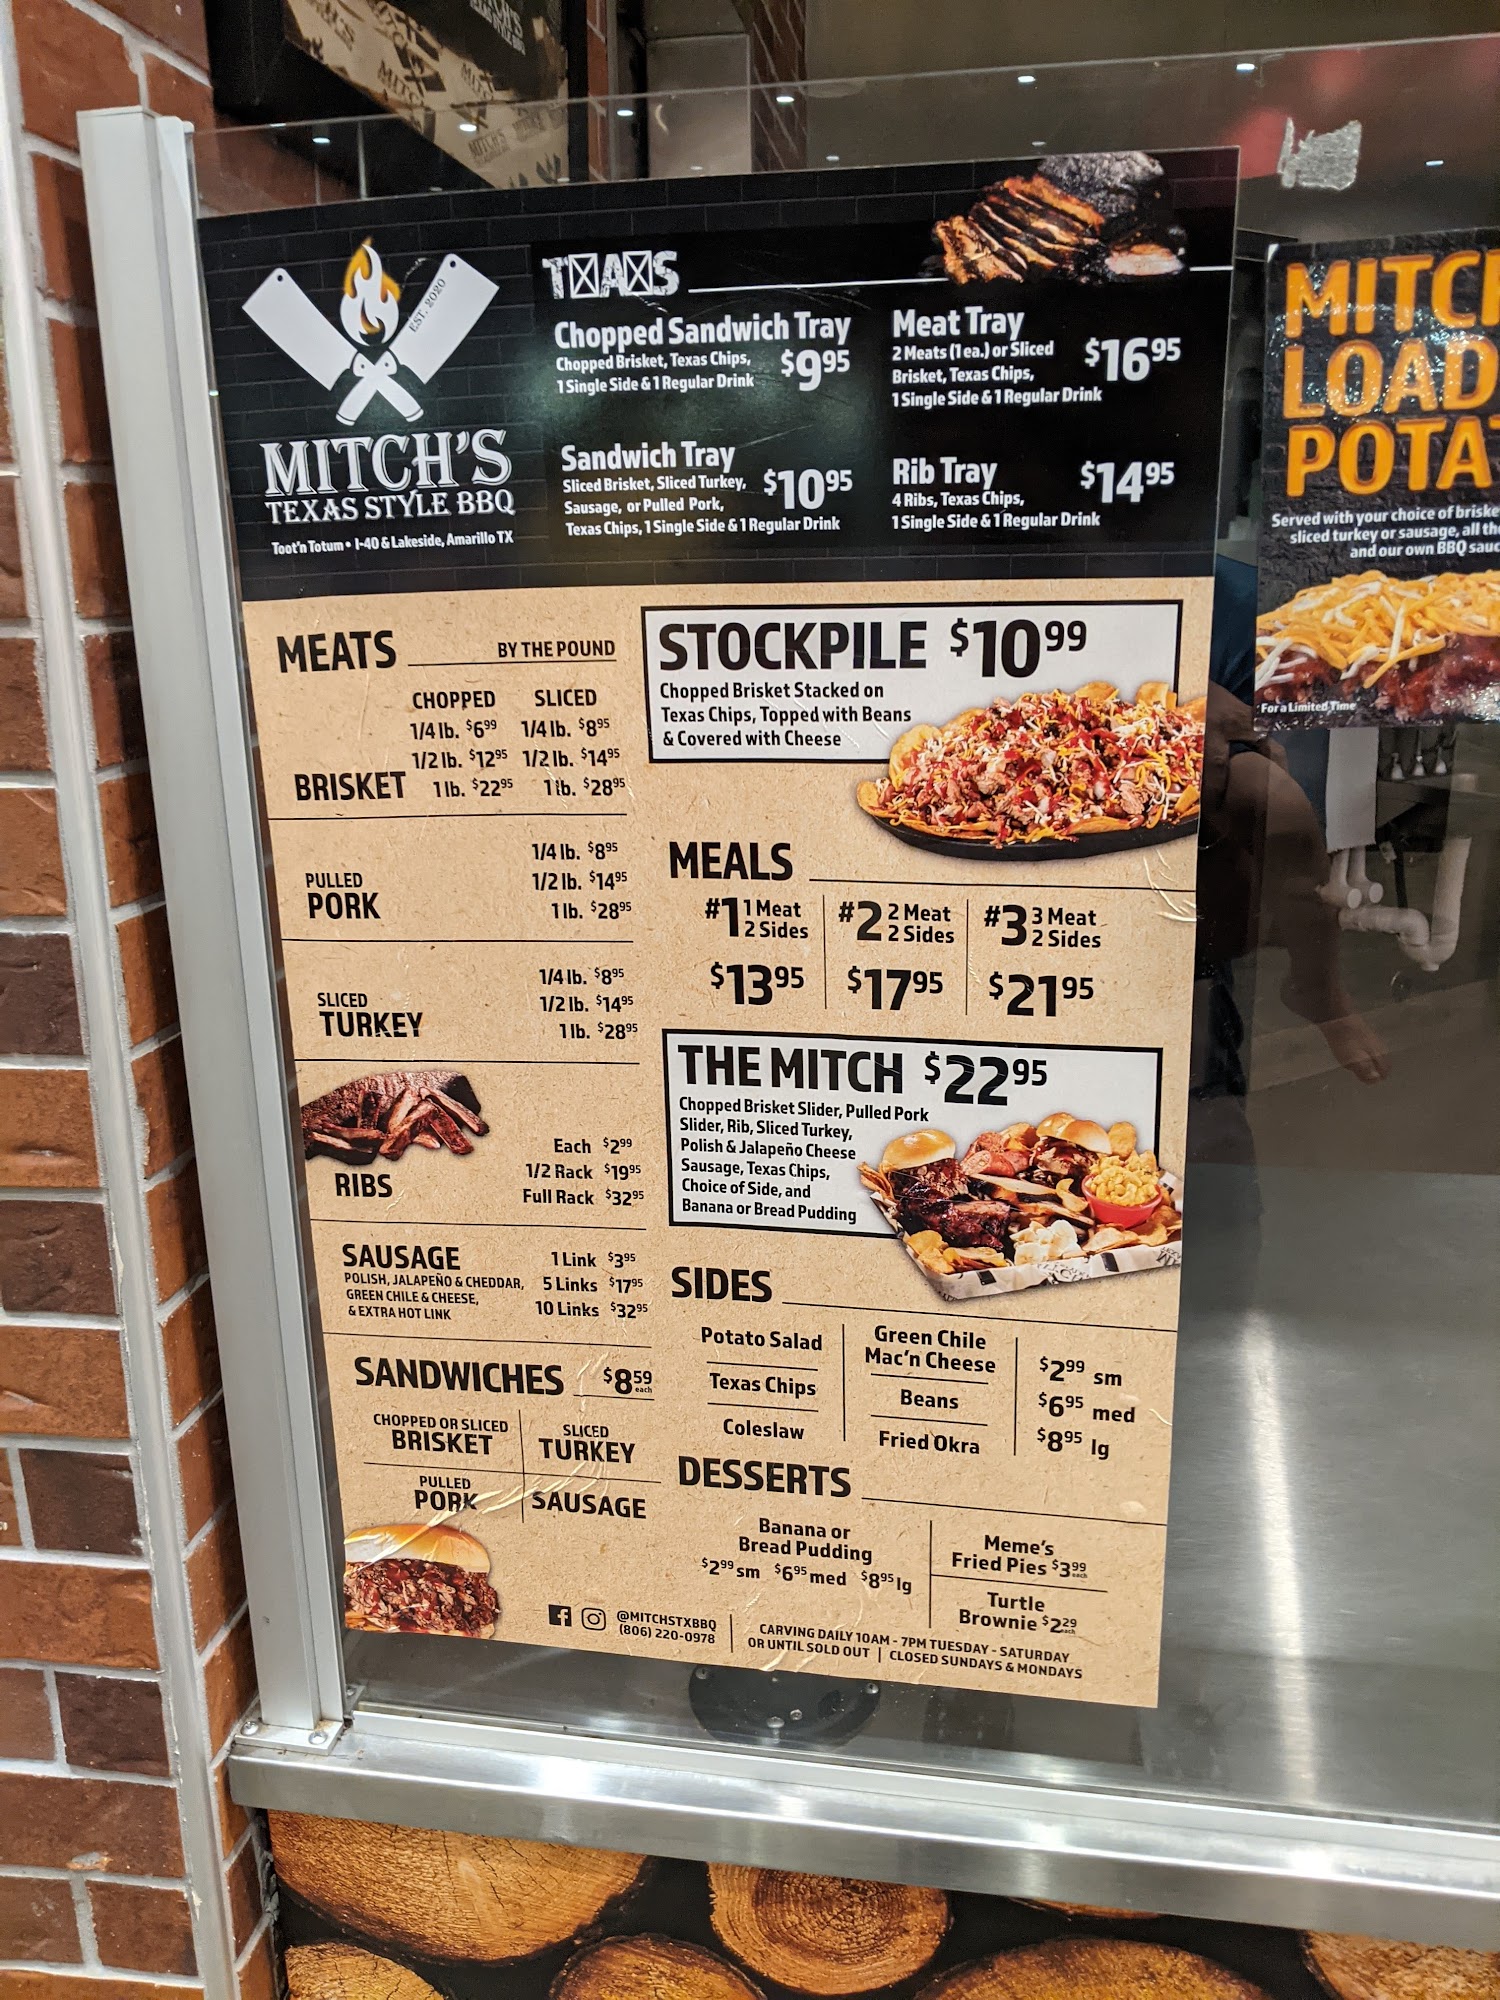 EST. 2020
MITCH'S
TEXAS STYLE BBQ
Toot'n Totum • I-40 & Lakeside, Amarillo TX
Chopped Sandwich Tray
Chopped Brisket, Texas Chips,
1 Single Side & 1 Regular Drink
$9.95
Meat Tray
2 Meats (1 ea.) or Sliced
Brisket, Texas Chips,
1 Single Side & 1 Regular Drink
$16.95
Sandwich Tray
Sliced Brisket, Sliced Turkey,
Sausage, or Pulled Pork,
Texas Chips, 1 Single Side & 1 Regular Drink
$10.95
Rib Tray
4 Ribs, Texas Chips,
1 Single Side & 1 Regular Drink
$14.95
MEATS BY THE POUND
CHOPPED SLICED
1/4 lb. $6.99 1/4 lb. $8.95
1/2 lb. $12.95 1/2 lb. $14.95
BRISKET 1 lb. $22.95 1 lb. $28.95
PULLED
PORK
1/4 lb. $8.95
1/2 lb. $14.95
1 lb. $28.95
SLICED
TURKEY
1/4 lb. $8.95
1/2 lb. $14.95
1 lb. $28.95
RIBS
Each $2.99
1/2 Rack $19.95
Full Rack $32.95
SAUSAGE
POLISH, JALAPEÑO & CHEDDAR,
GREEN CHILE & CHEESE,
& EXTRA HOT LINK
1 Link $3.95
5 Links $17.95
10 Links $32.95
SANDWICHES $8.59 each
CHOPPED OR SLICED
BRISKET
SLICED
TURKEY
PULLED
PORK
SAUSAGE
STOCKPILE $10.99
Chopped Brisket Stacked on
Texas Chips, Topped with Beans
& Covered with Cheese
MEALS
#1 1 Meat
2 Sides
$13.95
#2 2 Meat
2 Sides
$17.95
#3 3 Meat
2 Sides
$21.95
THE MITCH $22.95
Chopped Brisket Slider, Pulled Pork
Slider, Rib, Sliced Turkey,
Polish & Jalapeño Cheese
Sausage, Texas Chips,
Choice of Side, and
Banana or Bread Pudding
SIDES
Potato Salad
Texas Chips
Coleslaw
Green Chile
Mac'n Cheese
Beans
Fried Okra
$2.99 sm
$6.95 med
$8.95 lg
DESSERTS
Banana or
Bread Pudding
$2.99 sm $6.95 med $8.95 lg
Meme's
Fried Pies $3.99 each
Turtle
Brownie $2.29 each
@MITCHSTXBBQ
(806) 220-0978
CARVING DAILY 10AM - 7PM TUESDAY - SATURDAY
OR UNTIL SOLD OUT | CLOSED SUNDAYS & MONDAYS
MITCH
LOAD
POTA
Served with your choice of briske
sliced turkey or sausage, all the
and our own BBQ sauc
For a Limited Time